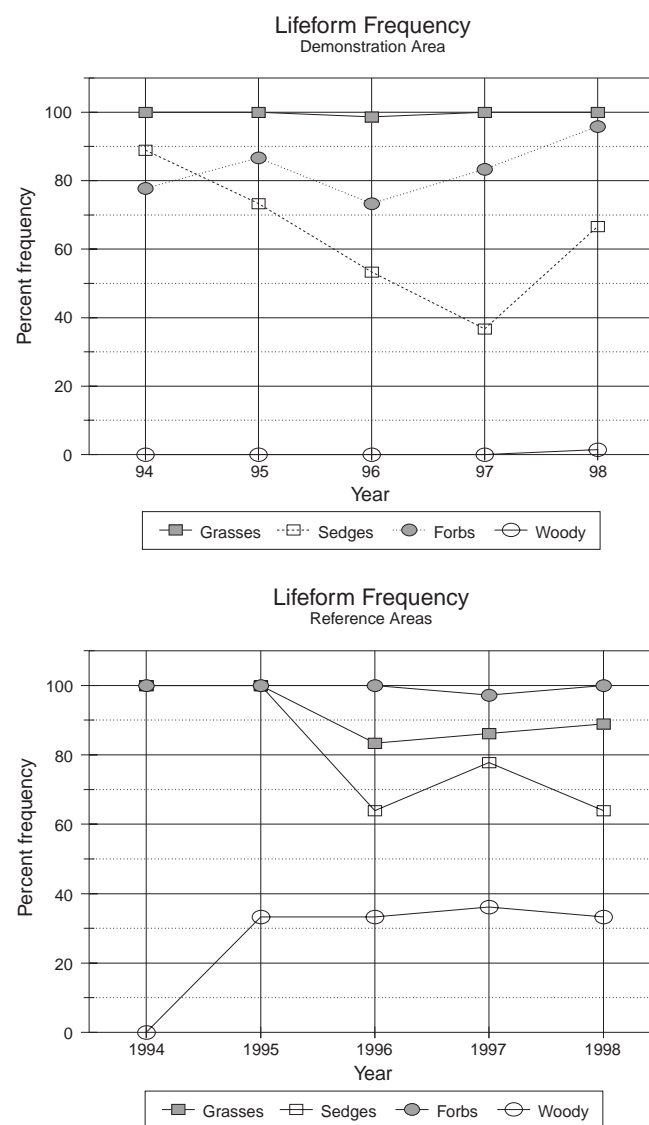 Lifeform Frequency
Demonstration Area
Percent frequency
100
80
60
40
20
0
94 95 96 97 98
Year
Grasses Sedges Forbs Woody
Lifeform Frequency
Reference Areas
Percent frequency
100
80
60
40
20
0
1994 1995 1996 1997 1998
Year
Grasses Sedges Forbs Woody